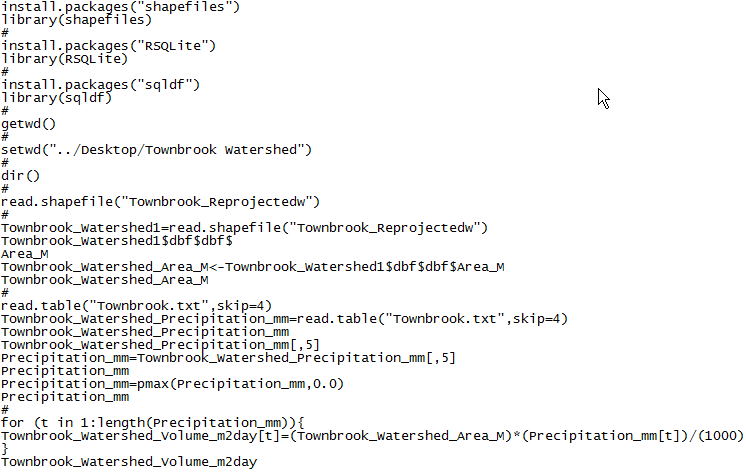 install.packages("shapefiles")
library(shapefiles)
#
install.packages("RSQLite")
library(RSQLite)
#
install.packages("sqldf")
library(sqldf)
#
getwd()
#
setwd("../Desktop/Townbrook Watershed")
#
dir()
#
read.shapefile("Townbrook_Reprojectedw")
#
Townbrook_Watershed1=read.shapefile("Townbrook_Reprojectedw")
Townbrook_Watershed1$dbf$dbf$
Area_M
Townbrook_Watershed_Area_M<-Townbrook_Watershed1$dbf$dbf$Area_M
Townbrook_Watershed_Area_M
#
read.table("Townbrook.txt",skip=4)
Townbrook_Watershed_Precipitation_mm=read.table("Townbrook.txt",skip=4)
Townbrook_Watershed_Precipitation_mm
Townbrook_Watershed_Precipitation_mm[,5]
Precipitation_mm=Townbrook_Watershed_Precipitation_mm[,5]
Precipitation_mm
Precipitation_mm=pmax(Precipitation_mm,0.0)
Precipitation_mm
#
for (t in 1:length(Precipitation_mm)){
Townbrook_Watershed_Volume_m2day[t]=(Townbrook_Watershed_Area_M)*(Precipitation_mm[t])/(1000)
}
Townbrook_Watershed_Volume_m2day